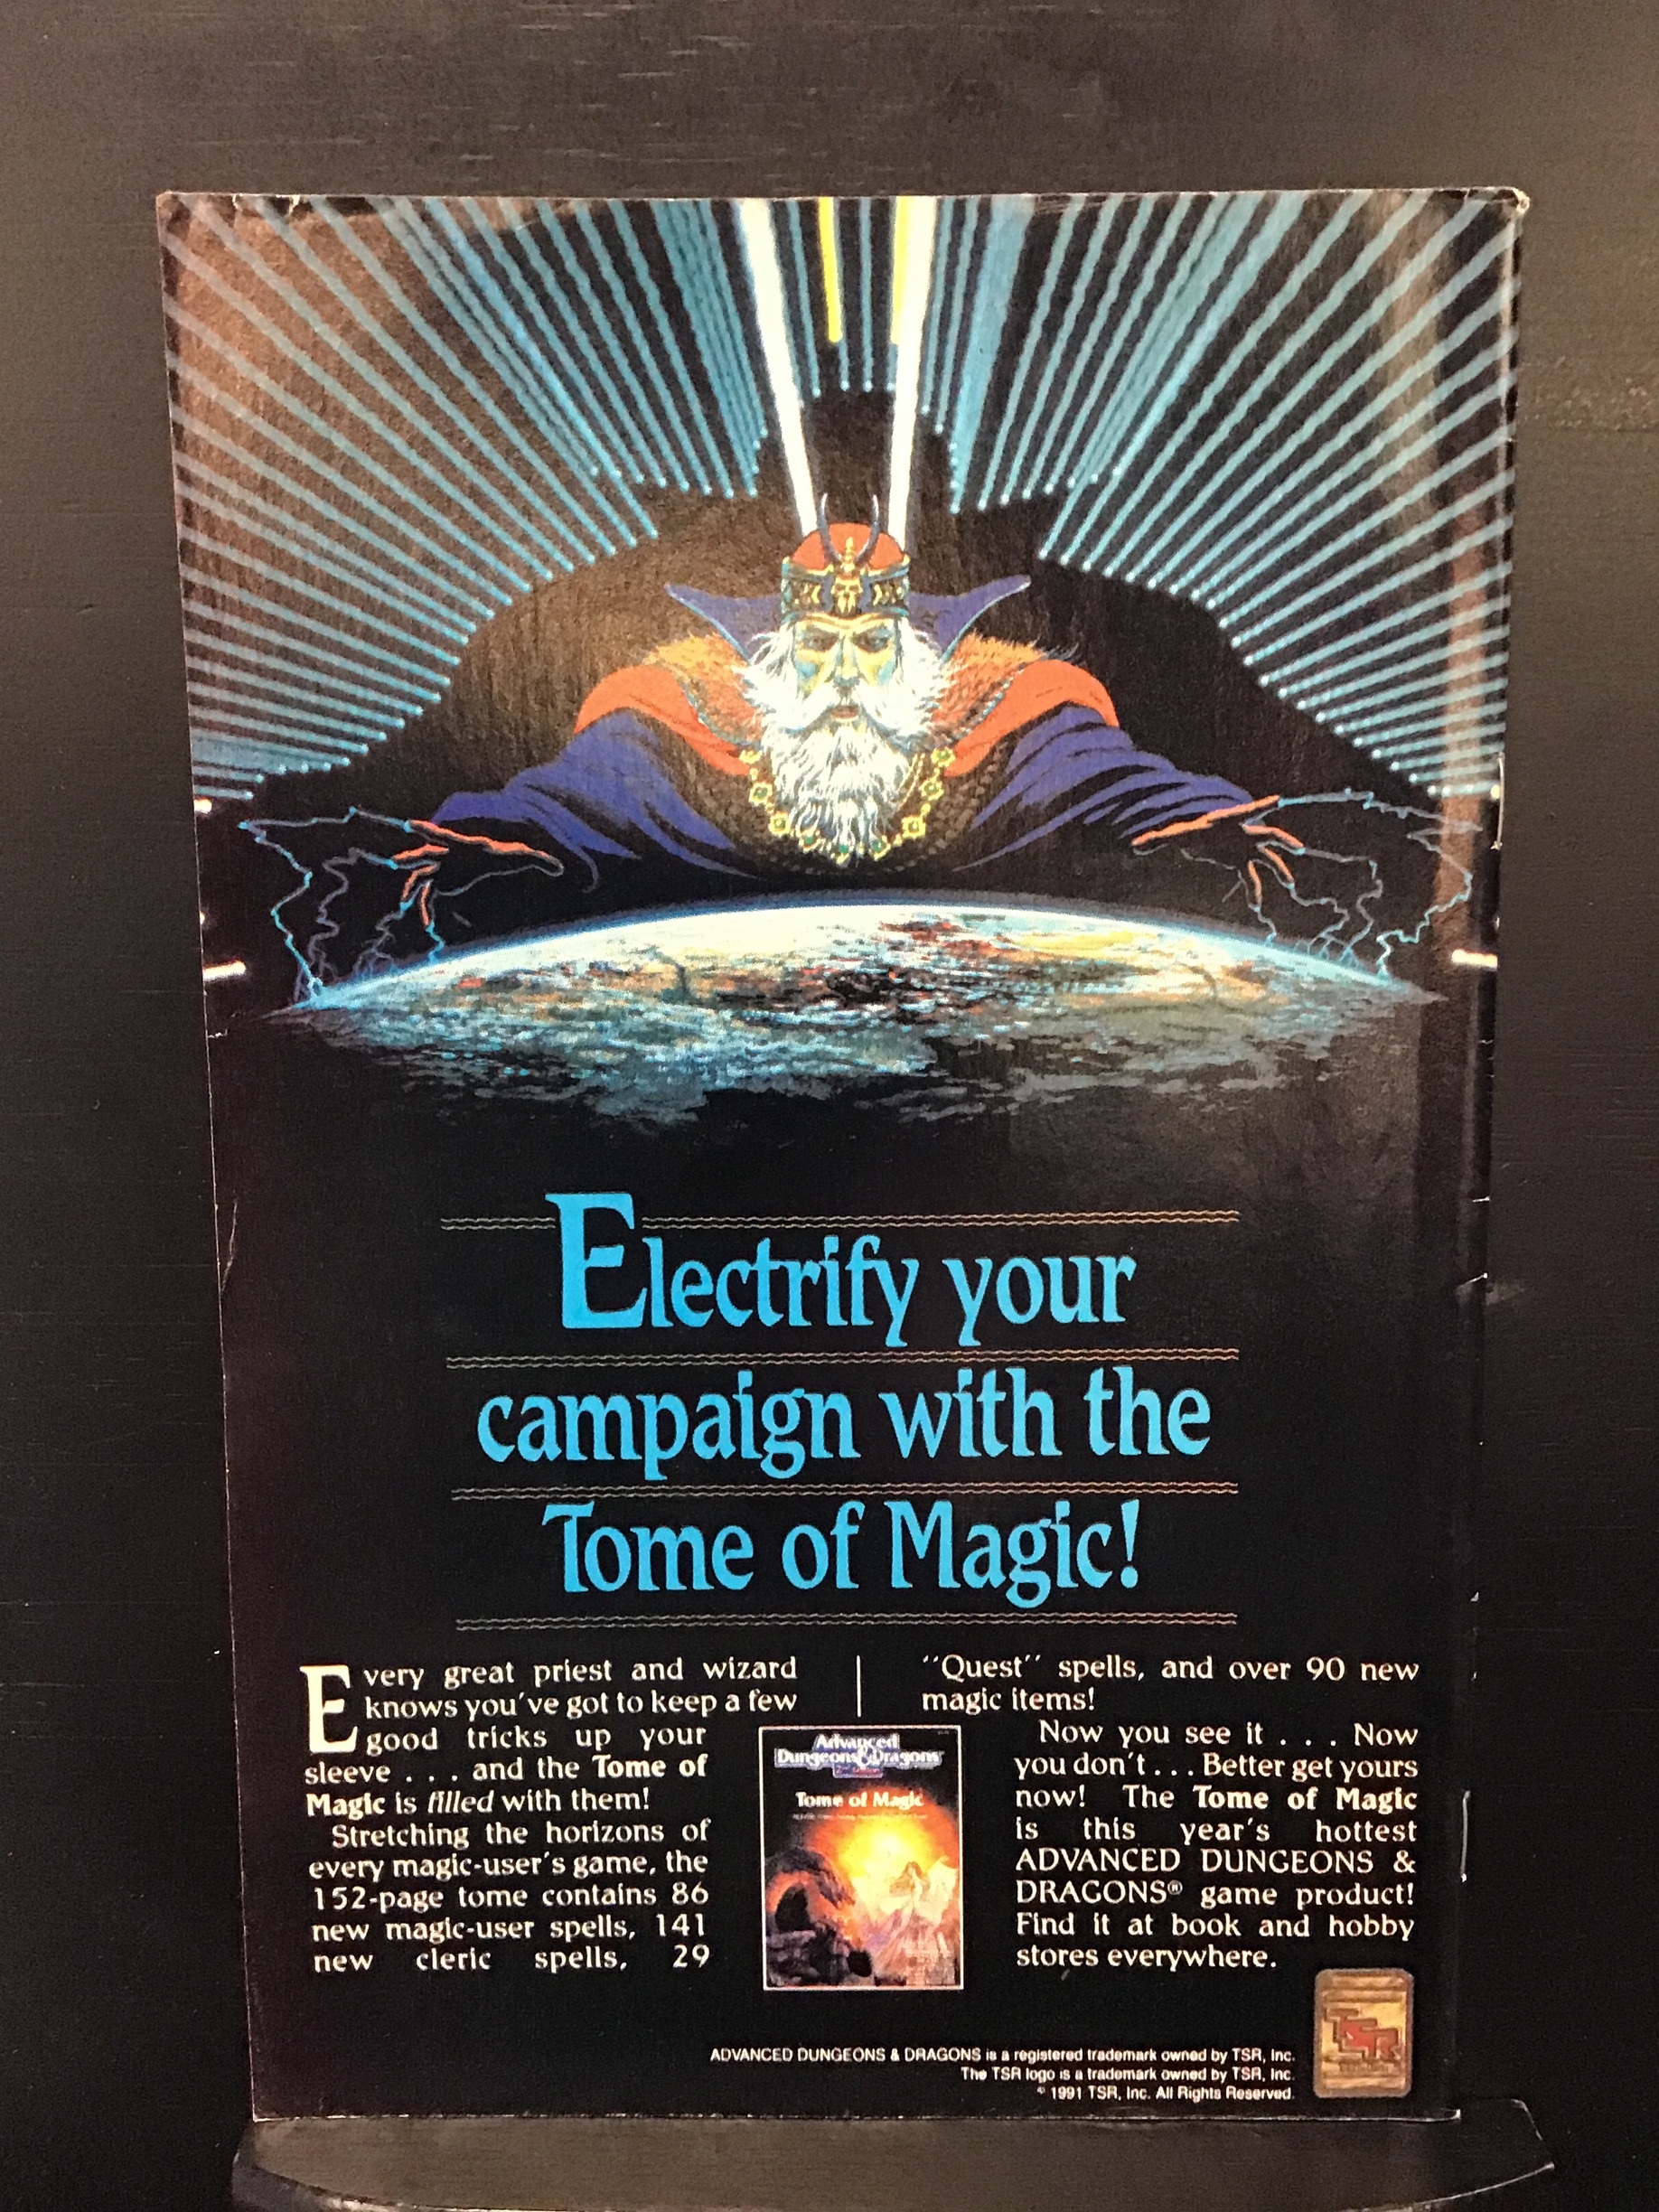 Electrify your
campaign with the
Tome of Magic!
Every great priest and wizard
knows you've got to keep a few
good tricks up your
sleeve . . . and the Tome of
Magic is filled with them!
Stretching the horizons of
every magic-user's game, the
152-page tome contains 86
new magic-user spells, 141
new cleric spells, 29
"Quest" spells, and over 90 new
magic items!
Now you see it . . . Now
you don't . . . Better get yours
now! The Tome of Magic
is this year's hottest
ADVANCED DUNGEONS &
DRAGONS® game product!
Find it at book and hobby
stores everywhere.
Advanced
Dungeons & Dragons
2nd Edition
Tome of Magic
TSR
ADVANCED DUNGEONS & DRAGONS is a registered trademark owned by TSR, Inc.
The TSR logo is a trademark owned by TSR, Inc.
© 1991 TSR, Inc. All Rights Reserved.